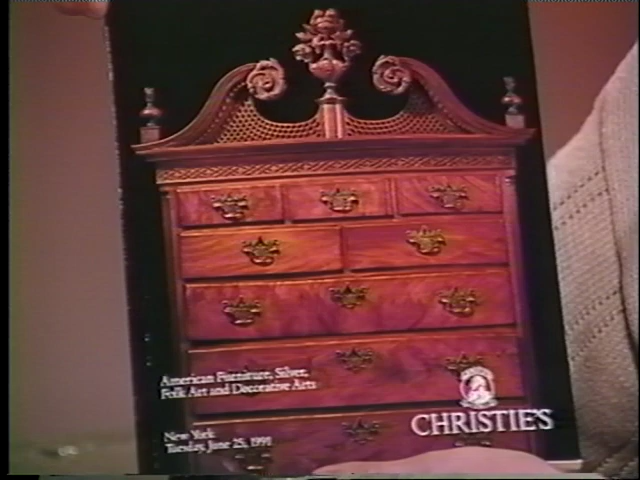 American Furniture, Silver,
Folk Art and Decorative Arts
New York
Tuesday, June 25, 1991
CHRISTIE'S